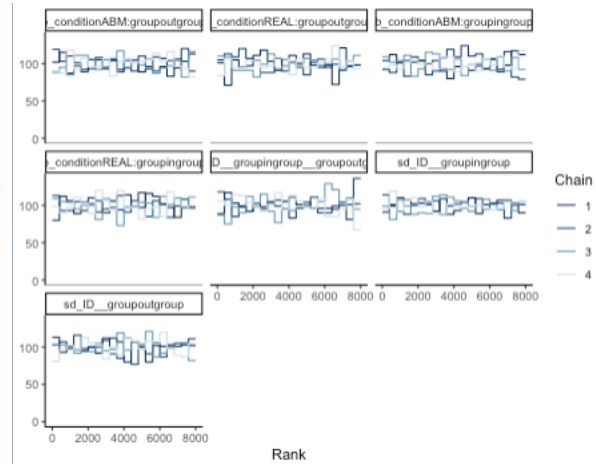 _conditionABM:groupoutgroup
_conditionREAL:groupoutgrou
o_conditionABM:groupingroup
100
50
0
_conditionREAL:groupingroup
D__groupingroup__groupoutg
sd_ID__groupingroup
Chain
1
2
3
4
100
50
0
0 2000 4000 6000 8000 0 2000 4000 6000 8000
sd_ID__groupoutgroup
100
50
0
0 2000 4000 6000 8000
Rank